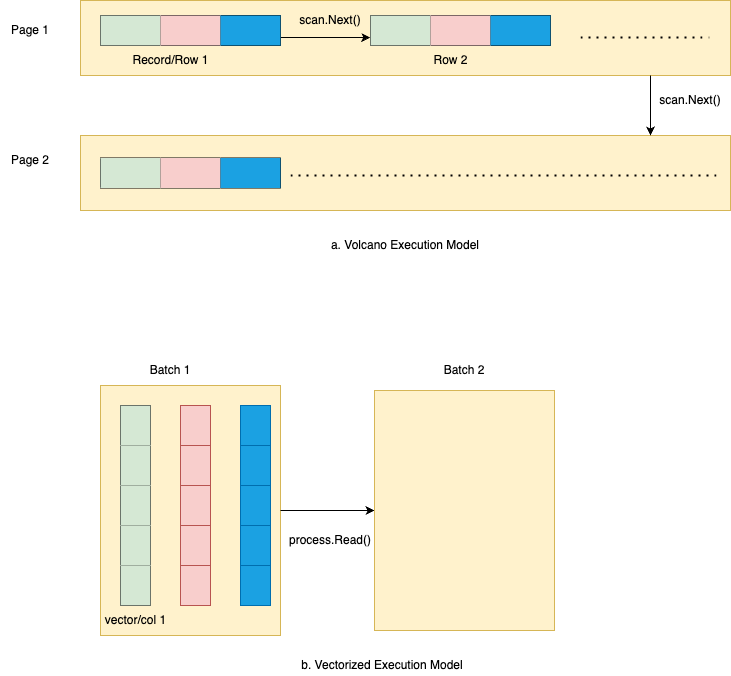 Page 1
scan.Next()
Record/Row 1
Row 2
scan.Next()
Page 2
a. Volcano Execution Model
Batch 1
Batch 2
process.Read()
vector/col 1
b. Vectorized Execution Model